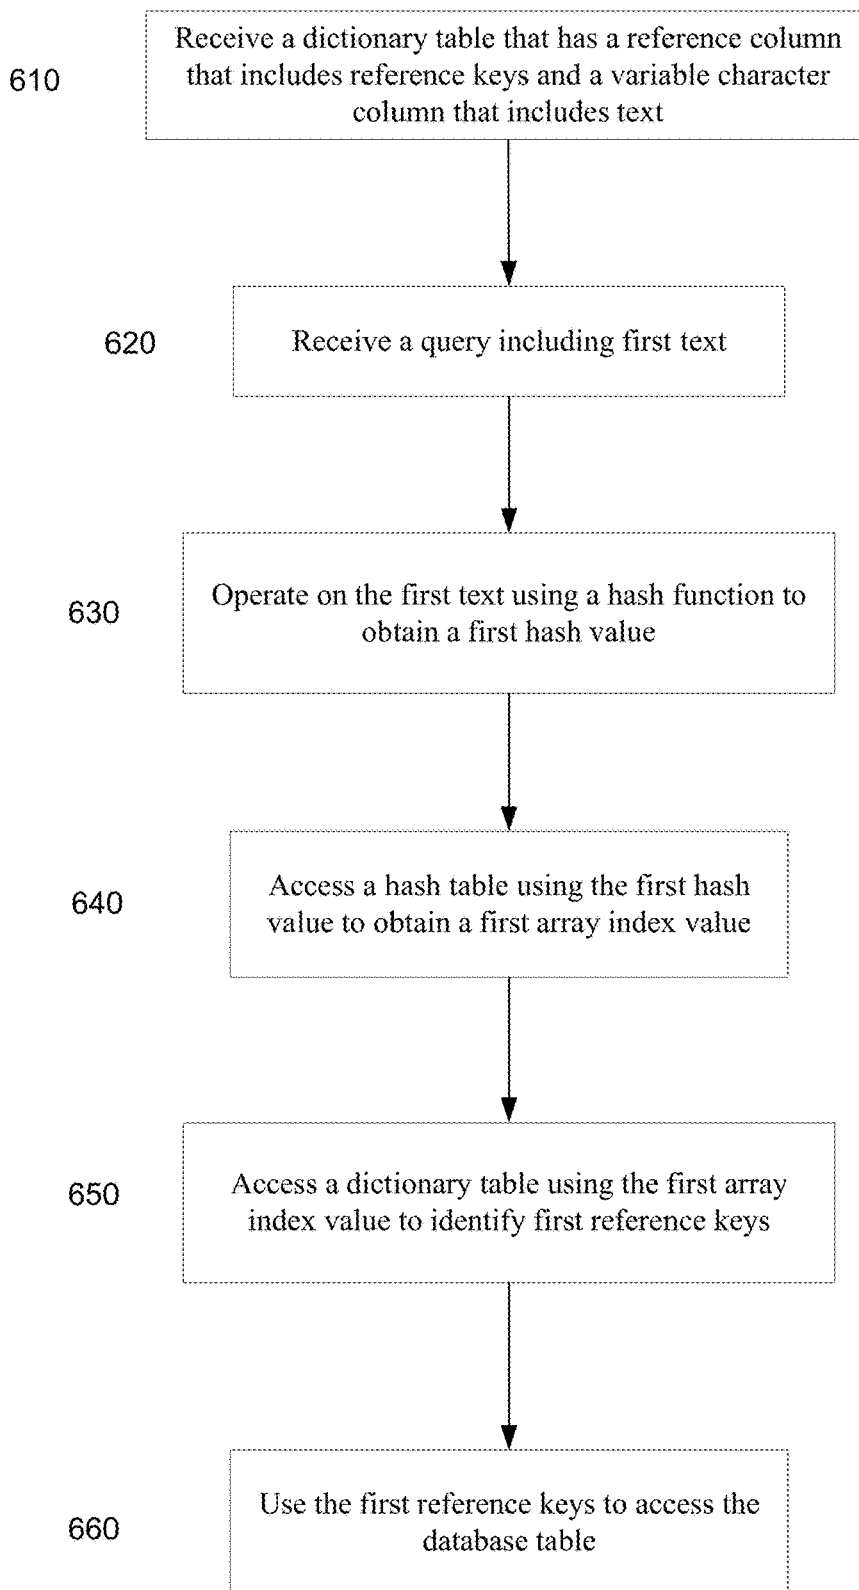 610
Receive a dictionary table that has a reference column
that includes reference keys and a variable character
column that includes text
620
Receive a query including first text
630
Operate on the first text using a hash function to
obtain a first hash value
640
Access a hash table using the first hash
value to obtain a first array index value
650
Access a dictionary table using the first array
index value to identify first reference keys
660
Use the first reference keys to access the
database table